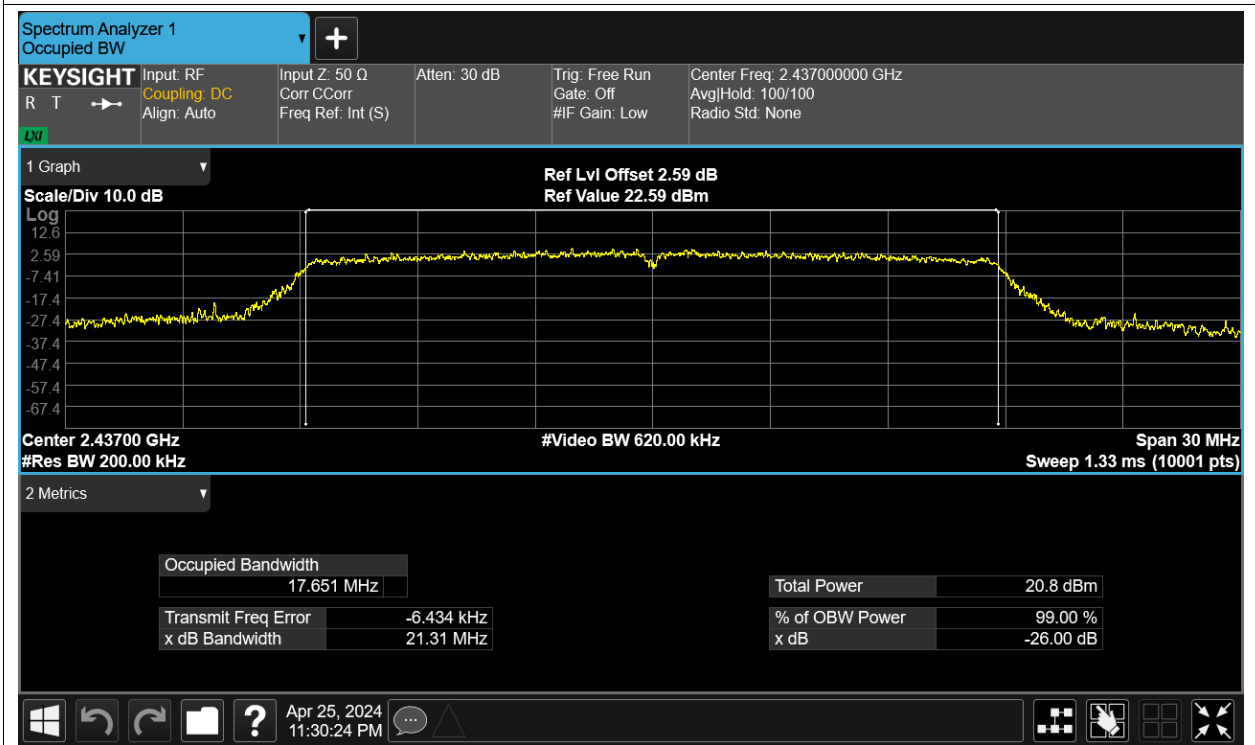 Spectrum Analyzer 1
Occupied BW
KEYSIGHT
R T
LXI
Input: RF
Coupling: DC
Align: Auto
Input Z: 50 Ω
Corr CCorr
Freq Ref: Int (S)
Atten: 30 dB
Trig: Free Run
Gate: Off
#IF Gain: Low
Center Freq: 2.437000000 GHz
Avg|Hold: 100/100
Radio Std: None
1 Graph
Scale/Div 10.0 dB
Ref Lvl Offset 2.59 dB
Ref Value 22.59 dBm
Log
12.6
2.59
-7.41
-17.4
-27.4
-37.4
-47.4
-57.4
-67.4
Center 2.43700 GHz
#Res BW 200.00 kHz
#Video BW 620.00 kHz
Span 30 MHz
Sweep 1.33 ms (10001 pts)
2 Metrics
Occupied Bandwidth
17.651 MHz
Transmit Freq Error -6.434 kHz
x dB Bandwidth 21.31 MHz
Total Power 20.8 dBm
% of OBW Power 99.00 %
x dB -26.00 dB
?
Apr 25, 2024
11:30:24 PM